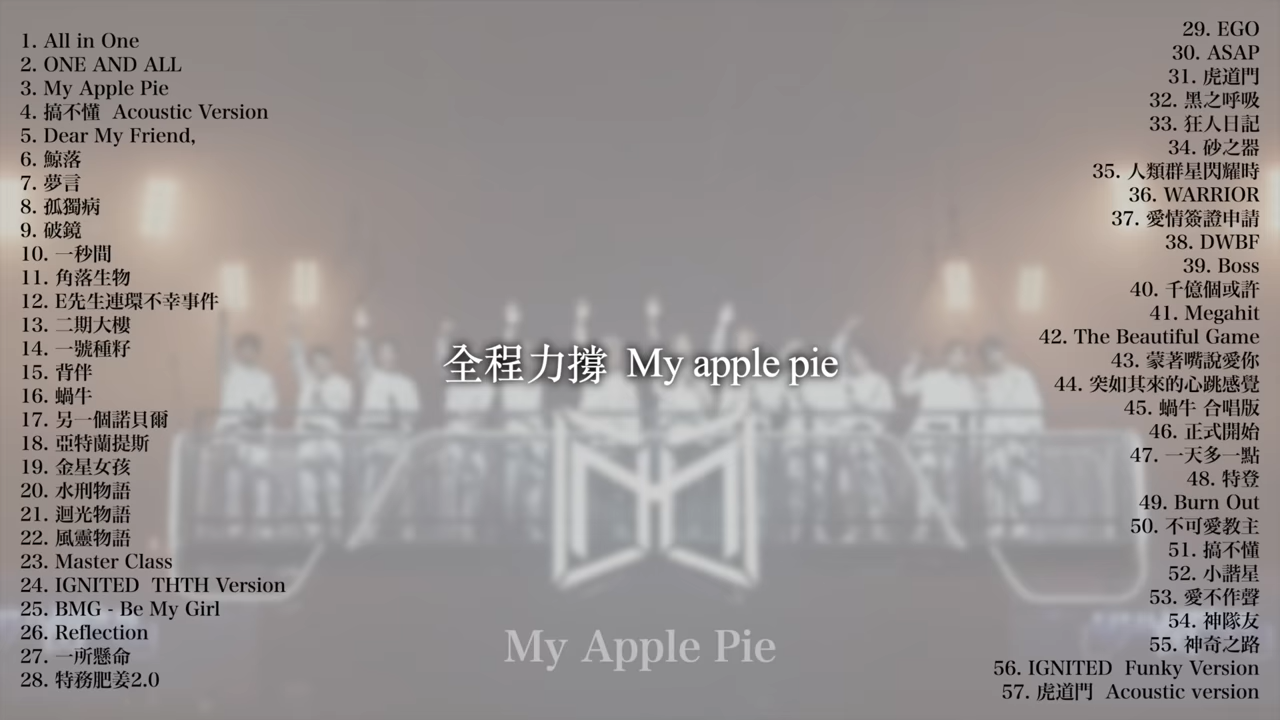 1. All in One
2. ONE AND ALL
3. My Apple Pie
4. 搞不懂  Acoustic Version
5. Dear My Friend,
6. 鯨落
7. 夢言
8. 孤獨病
9. 破鏡
10. 一秒間
11. 角落生物
12. E先生連環不幸事件
13. 二期大樓
14. 一號種籽
15. 背伴
16. 蝸牛
17. 另一個諾貝爾
18. 亞特蘭提斯
19. 金星女孩
20. 水刑物語
21. 迴光物語
22. 風靈物語
23. Master Class
24. IGNITED  THTH Version
25. BMG - Be My Girl
26. Reflection
27. 一所懸命
28. 特務肥姜2.0
全程力撐  My apple pie
My Apple Pie
29. EGO
30. ASAP
31. 虎道門
32. 黑之呼吸
33. 狂人日記
34. 砂之器
35. 人類群星閃耀時
36. WARRIOR
37. 愛情簽證申請
38. DWBF
39. Boss
40. 千億個或許
41. Megahit
42. The Beautiful Game
43. 蒙著嘴說愛你
44. 突如其來的心跳感覺
45. 蝸牛 合唱版
46. 正式開始
47. 一天多一點
48. 特登
49. Burn Out
50. 不可愛教主
51. 搞不懂
52. 小諧星
53. 愛不作聲
54. 神隊友
55. 神奇之路
56. IGNITED  Funky Version
57. 虎道門  Acoustic version